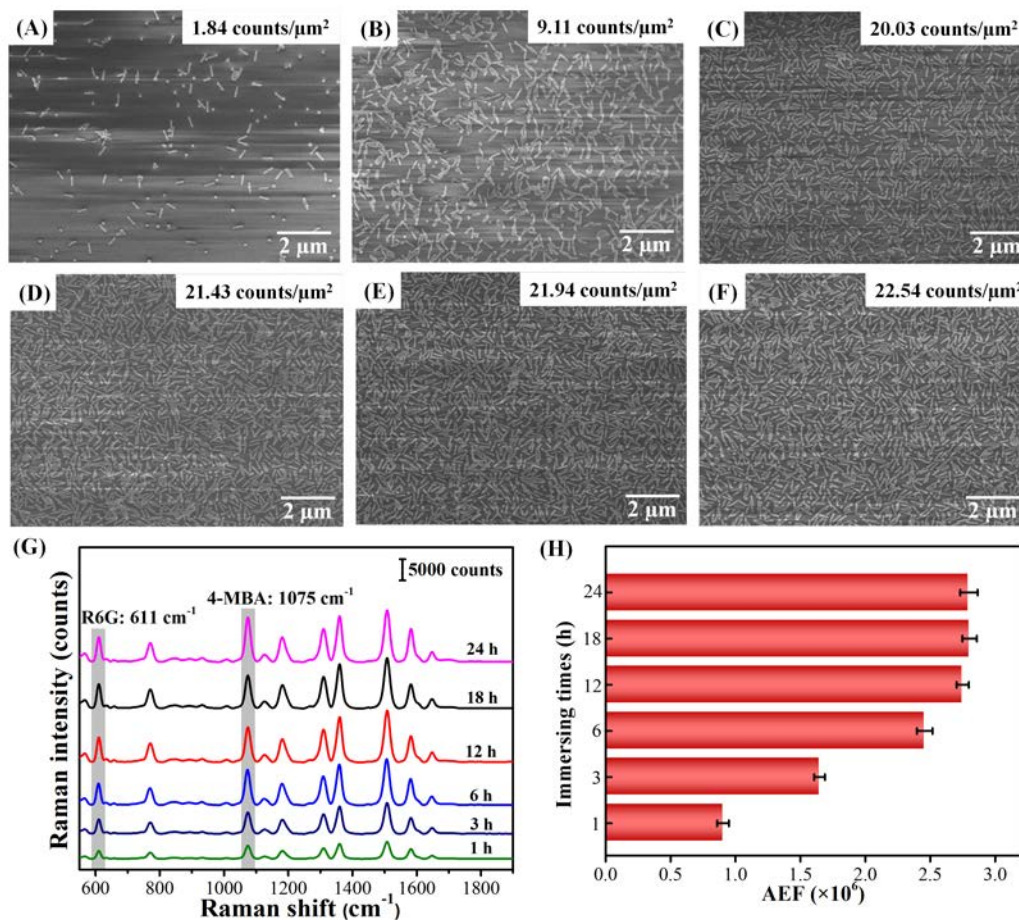 (A)
1.84 counts/µm²
2 µm
(B)
9.11 counts/µm²
2 µm
(C)
20.03 counts/µm²
2 µm
(D)
21.43 counts/µm²
2 µm
(E)
21.94 counts/µm²
2 µm
(F)
22.54 counts/µm²
2 µm
(G)
5000 counts
4-MBA: 1075 cm⁻¹
R6G: 611 cm⁻¹
24 h
18 h
12 h
6 h
3 h
1 h
Raman intensity (counts)
600 800 1000 1200 1400 1600 1800
Raman shift (cm⁻¹)
(H)
Immersing times (h)
24
18
12
6
3
1
0.0 0.5 1.0 1.5 2.0 2.5 3.0
AEF (×10⁶)